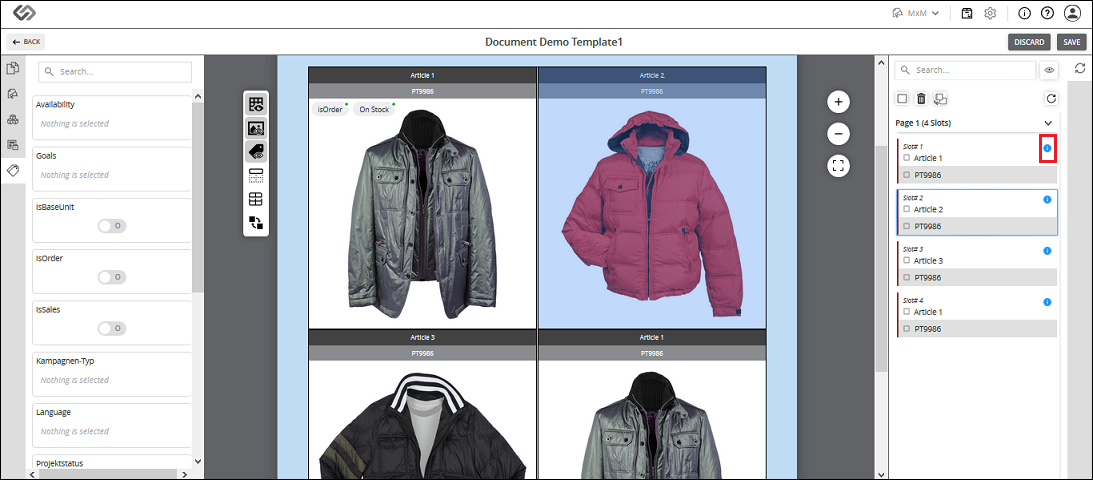 MxM
BACK
Document Demo Template1
DISCARD
SAVE
Search...
Availability
Nothing is selected
Goals
Nothing is selected
isBaseUnit
O
isOrder
O
isSales
O
Kampagnen-Typ
Nothing is selected
Language
Nothing is selected
Projektstatus
Article 1
PT9986
isOrder
On Stock
Article 2
PT9986
Article 3
PT9986
Article 1
PT9986
Search...
Page 1 (4 Slots)
Slot# 1
Article 1
PT9986
Slot# 2
Article 2
PT9986
Slot# 3
Article 3
PT9986
Slot# 4
Article 1
PT9986